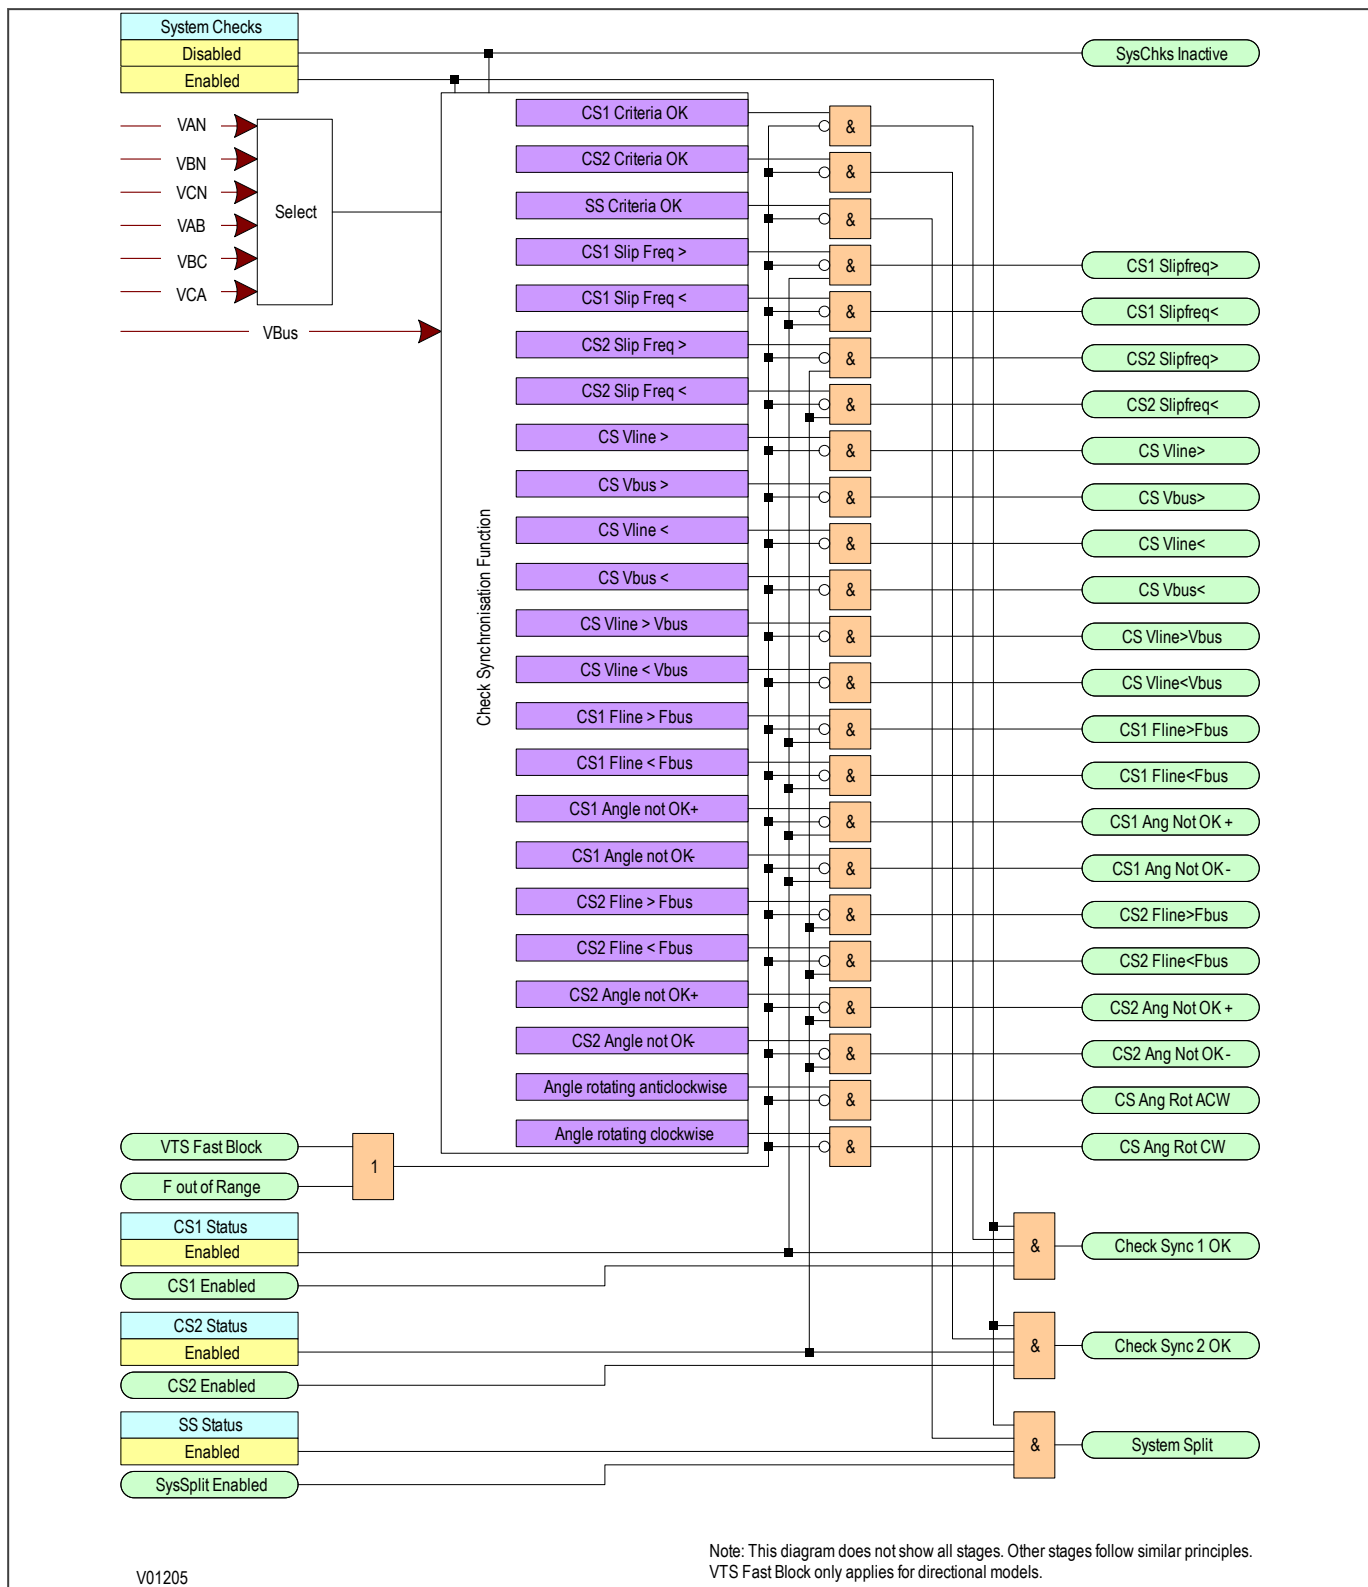 System Checks
Disabled
SysChks Inactive
Enabled
VAN
VBN
VCN
VAB
VBC
VCA
Select
VBus
Check Synchronisation Function
CS1 Criteria OK
&
CS2 Criteria OK
&
SS Criteria OK
&
CS1 Slip Freq >
&
CS1 Slipfreq>
CS1 Slip Freq <
&
CS1 Slipfreq<
CS2 Slip Freq >
&
CS2 Slipfreq>
CS2 Slip Freq <
&
CS2 Slipfreq<
CS Vline >
&
CS Vline>
CS Vbus >
&
CS Vbus>
CS Vline <
&
CS Vline<
CS Vbus <
&
CS Vbus<
CS Vline > Vbus
&
CS Vline>Vbus
CS Vline < Vbus
&
CS Vline<Vbus
CS1 Fline > Fbus
&
CS1 Fline>Fbus
CS1 Fline < Fbus
&
CS1 Fline<Fbus
CS1 Angle not OK+
&
CS1 Ang Not OK +
CS1 Angle not OK-
&
CS1 Ang Not OK -
CS2 Fline > Fbus
&
CS2 Fline>Fbus
CS2 Fline < Fbus
&
CS2 Fline<Fbus
CS2 Angle not OK+
&
CS2 Ang Not OK +
CS2 Angle not OK-
&
CS2 Ang Not OK -
Angle rotating anticlockwise
&
CS Ang Rot ACW
Angle rotating clockwise
&
CS Ang Rot CW
VTS Fast Block
1
F out of Range
CS1 Status
Enabled
CS1 Enabled
&
Check Sync 1 OK
CS2 Status
Enabled
CS2 Enabled
&
Check Sync 2 OK
SS Status
Enabled
SysSplit Enabled
&
System Split
Note: This diagram does not show all stages. Other stages follow similar principles.
VTS Fast Block only applies for directional models.
V01205